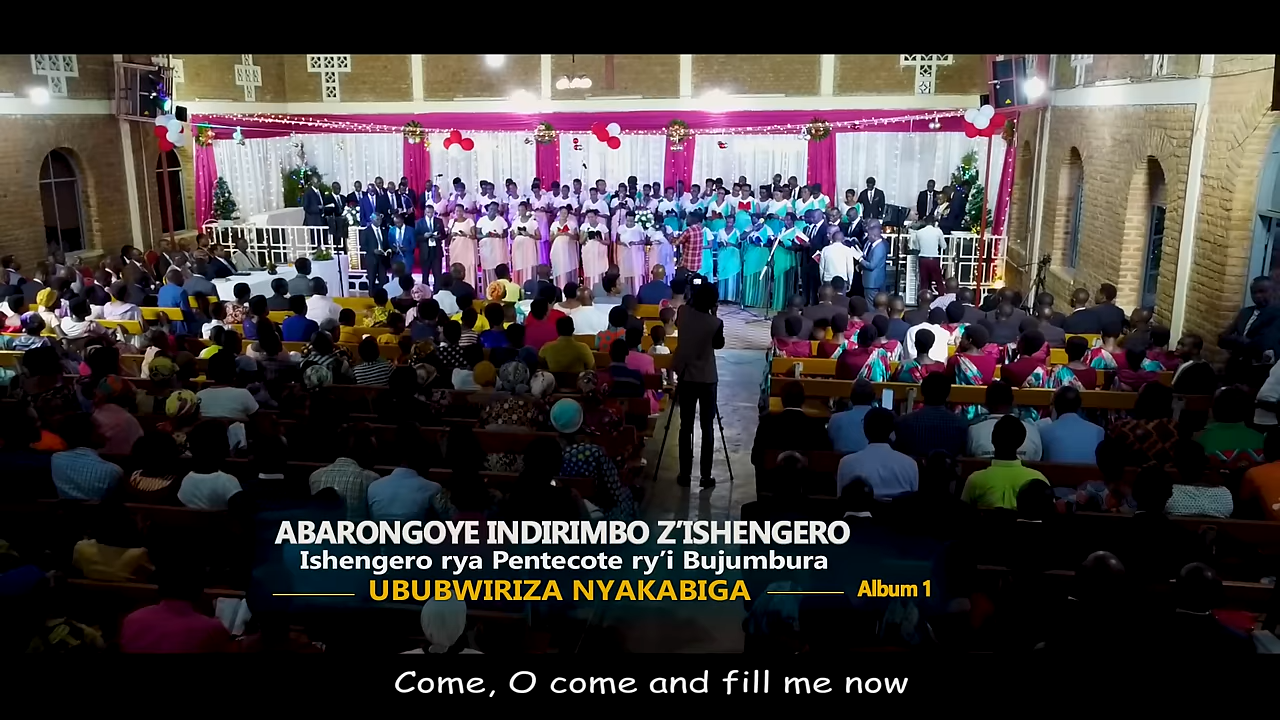 ABARONGOYE INDIRIMBO Z'ISHENGERO
Ishengero rya Pentecote ry'i Bujumbura
UBUBWIRIZA NYAKABIGA
Album 1
Come, O come and fill me now